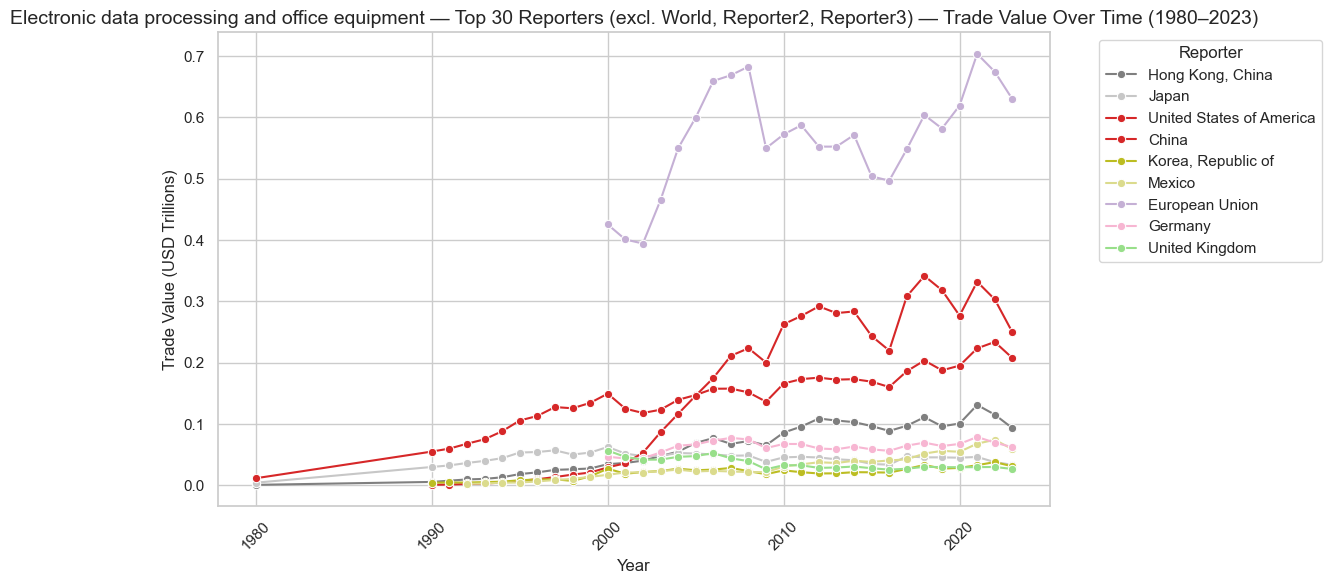 Electronic data processing and office equipment — Top 30 Reporters (excl. World, Reporter2, Reporter3) — Trade Value Over Time (1980–2023)
Trade Value (USD Trillions)
0.7
0.6
0.5
0.4
0.3
0.2
0.1
0.0
1980
1990
2000
2010
2020
Year
Reporter
Hong Kong, China
Japan
United States of America
China
Korea, Republic of
Mexico
European Union
Germany
United Kingdom